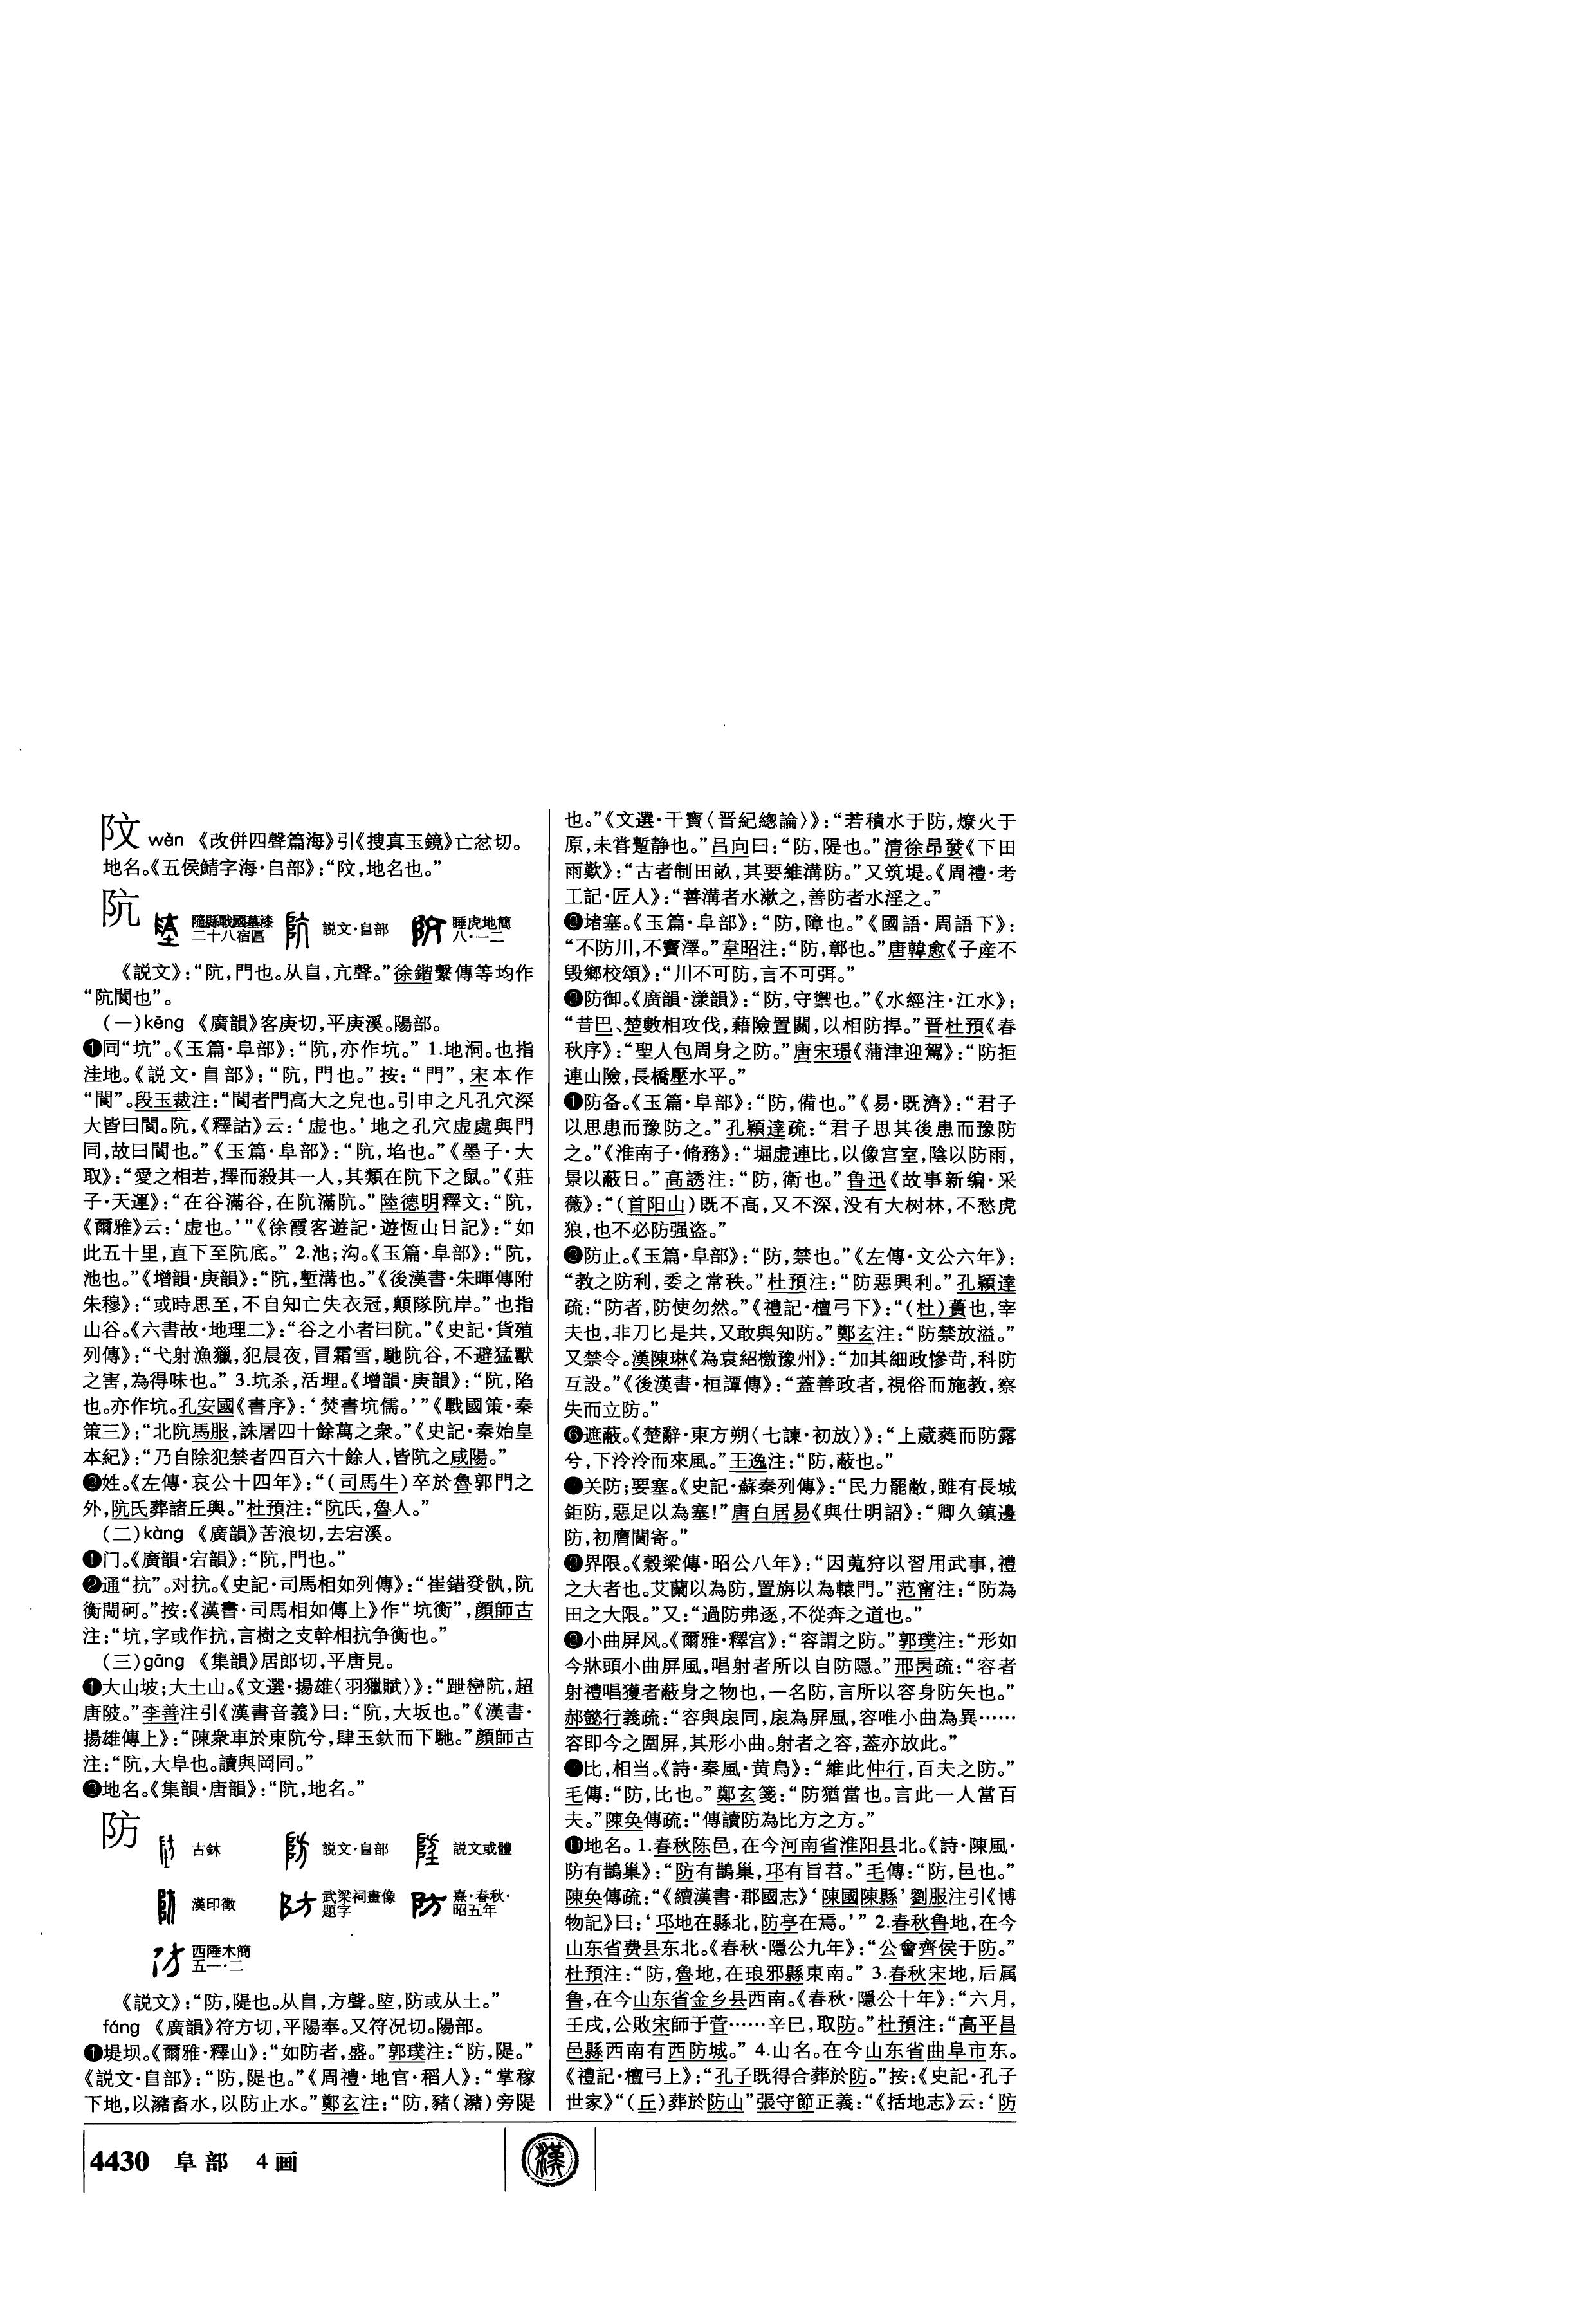 阥 wǎn 《改併四聲篇海》引《搜真玉鏡》亡忿切。
地名。《五侯鯖字海·𨸏部》：“阥，地名也。”
阬
隨縣戰國墓漆
二十八宿匫
説文·𨸏部
睡虎地簡
八·一二
《説文》：“阬，門也。从𨸏，亢聲。”徐鍇繫傳等均作
“阬閬也”。
（一）kēng 《廣韻》客庚切，平庚溪。陽部。
❶同“坑”。《玉篇·阜部》：“阬，亦作坑。” 1.地洞。也指
洼地。《説文·𨸏部》：“阬，門也。”按：“門”，宋本作
“閬”。段玉裁注：“閬者門高大之皃也。引申之凡孔穴深
大皆曰閬。阬，《釋詁》云：‘虚也。’地之孔穴虚處與門
同，故曰閬也。”《玉篇·阜部》：“阬，埳也。”《墨子·大
取》：“愛之相若，擇而殺其一人，其類在阬下之鼠。”《莊
子·天運》：“在谷滿谷，在阬滿阬。”陸德明釋文：“阬，
《爾雅》云：‘虚也。’”《徐霞客遊記·遊恆山日記》：“如
此五十里，直下至阬底。” 2.池；沟。《玉篇·阜部》：“阬，
池也。”《增韻·庚韻》：“阬，塹溝也。”《後漢書·朱暉傳附
朱穆》：“或時思至，不自知亡失衣冠，顛隊阬岸。”也指
山谷。《六書故·地理二》：“谷之小者曰阬。”《史記·貨殖
列傳》：“弋射漁獵，犯晨夜，冒霜雪，馳阬谷，不避猛獸
之害，為得味也。” 3.坑杀，活埋。《增韻·庚韻》：“阬，陷
也。亦作坑。孔安國《書序》：‘焚書坑儒。’”《戰國策·秦
策三》：“北阬馬服，誅屠四十餘萬之衆。”《史記·秦始皇
本紀》：“乃自除犯禁者四百六十餘人，皆阬之咸陽。”
❷姓。《左傳·哀公十四年》：“（司馬牛）卒於魯郭門之
外，阬氏葬諸丘輿。”杜預注：“阬氏，魯人。”
（二）kàng 《廣韻》苦浪切，去宕溪。
❶门。《廣韻·宕韻》：“阬，門也。”
❷通“抗”。对抗。《史記·司馬相如列傳》：“崔錯癹骫，阬
衡閜砢。”按：《漢書·司馬相如傳上》作“坑衡”，顔師古
注：“坑，字或作抗，言樹之支幹相抗争衡也。”
（三）gāng 《集韻》居郎切，平唐見。
❶大山坡；大土山。《文選·揚雄〈羽獵賦〉》：“跇巒阬，超
唐陂。”李善注引《漢書音義》曰：“阬，大坂也。”《漢書·
揚雄傳上》：“陳衆車於東阬兮，肆玉釱而下馳。”顔師古
注：“阬，大阜也。讀與岡同。”
❷地名。《集韻·唐韻》：“阬，地名。”
防
古鉨
説文·𨸏部
説文或體
漢印徵
武梁祠畫像
題字
熹·春秋·
昭五年
西陲木簡
五一·二
《説文》：“防，隄也。从𨸏，方聲。埅，防或从土。”
fáng 《廣韻》符方切，平陽奉。又符况切。陽部。
❶堤坝。《爾雅·釋山》：“如防者，盛。”郭璞注：“防，隄。”
《説文·𨸏部》：“防，隄也。”《周禮·地官·稻人》：“掌稼
下地，以瀦畜水，以防止水。”鄭玄注：“防，豬（瀦）旁隄
也。”《文選·干寶〈晋紀總論〉》：“若積水于防，燎火于
原，未甞蹔静也。”吕向曰：“防，隄也。”清徐昂發《下田
雨歎》：“古者制田畝，其要維溝防。”又筑堤。《周禮·考
工記·匠人》：“善溝者水漱之，善防者水淫之。”
❷堵塞。《玉篇·阜部》：“防，障也。”《國語·周語下》：
“不防川，不竇澤。”韋昭注：“防，鄣也。”唐韓愈《子産不
毁鄉校頌》：“川不可防，言不可弭。”
❸防御。《廣韻·漾韻》：“防，守禦也。”《水經注·江水》：
“昔巴、楚數相攻伐，藉險置關，以相防捍。”晋杜預《春
秋序》：“聖人包周身之防。”唐宋璟《蒲津迎駕》：“防拒
連山險，長橋壓水平。”
❹防备。《玉篇·阜部》：“防，備也。”《易·既濟》：“君子
以思患而豫防之。”孔穎達疏：“君子思其後患而豫防
之。”《淮南子·脩務》：“堀虚連比，以像宫室，陰以防雨，
景以蔽日。”高誘注：“防，衛也。”鲁迅《故事新编·采
薇》：“（首阳山）既不高，又不深，没有大树林，不愁虎
狼，也不必防强盗。”
❺防止。《玉篇·阜部》：“防，禁也。”《左傳·文公六年》：
“教之防利，委之常秩。”杜預注：“防惡興利。”孔穎達
疏：“防者，防使勿然。”《禮記·檀弓下》：“（杜）蕢也，宰
夫也，非刀匕是共，又敢與知防。”鄭玄注：“防禁放溢。”
又禁令。漢陳琳《為袁紹檄豫州》：“加其細政慘苛，科防
互設。”《後漢書·桓譚傳》：“蓋善政者，視俗而施教，察
失而立防。”
❻遮蔽。《楚辭·東方朔〈七諫·初放〉》：“上葳蕤而防露
兮，下泠泠而來風。”王逸注：“防，蔽也。”
●关防；要塞。《史記·蘇秦列傳》：“民力罷敝，雖有長城
鉅防，惡足以為塞！”唐白居易《與仕明詔》：“卿久鎮邊
防，初膺閫寄。”
❽界限。《穀梁傳·昭公八年》：“因蒐狩以習用武事，禮
之大者也。艾蘭以為防，置旃以為轅門。”范甯注：“防為
田之大限。”又：“過防弗逐，不從奔之道也。”
❾小曲屏风。《爾雅·釋宫》：“容謂之防。”郭璞注：“形如
今牀頭小曲屏風，唱射者所以自防隱。”邢昺疏：“容者
射禮唱獲者蔽身之物也，一名防，言所以容身防矢也。”
郝懿行義疏：“容與扆同，扆為屏風，容唯小曲為異……
容即今之圍屏，其形小曲。射者之容，蓋亦放此。”
●比，相当。《詩·秦風·黄鳥》：“維此仲行，百夫之防。”
毛傳：“防，比也。”鄭玄箋：“防猶當也。言此一人當百
夫。”陳奂傳疏：“傳讀防為比方之方。”
⓫地名。1.春秋陈邑，在今河南省淮阳县北。《詩·陳風·
防有鵲巢》：“防有鵲巢，邛有旨苕。”毛傳：“防，邑也。”
陳奂傳疏：“《續漢書·郡國志》‘陳國陳縣’劉服注引《博
物記》曰：‘邛地在縣北，防亭在焉。’” 2.春秋鲁地，在今
山东省费县东北。《春秋·隱公九年》：“公會齊侯于防。”
杜預注：“防，魯地，在琅邪縣東南。” 3.春秋宋地，后属
鲁，在今山东省金乡县西南。《春秋·隱公十年》：“六月，
壬戌，公敗宋師于菅……辛巳，取防。”杜預注：“高平昌
邑縣西南有西防城。” 4.山名。在今山东省曲阜市东。
《禮記·檀弓上》：“孔子既得合葬於防。”按：《史記·孔子
世家》“（丘）葬於防山”張守節正義：“《括地志》云：‘防
4430 阜部 4画
漢